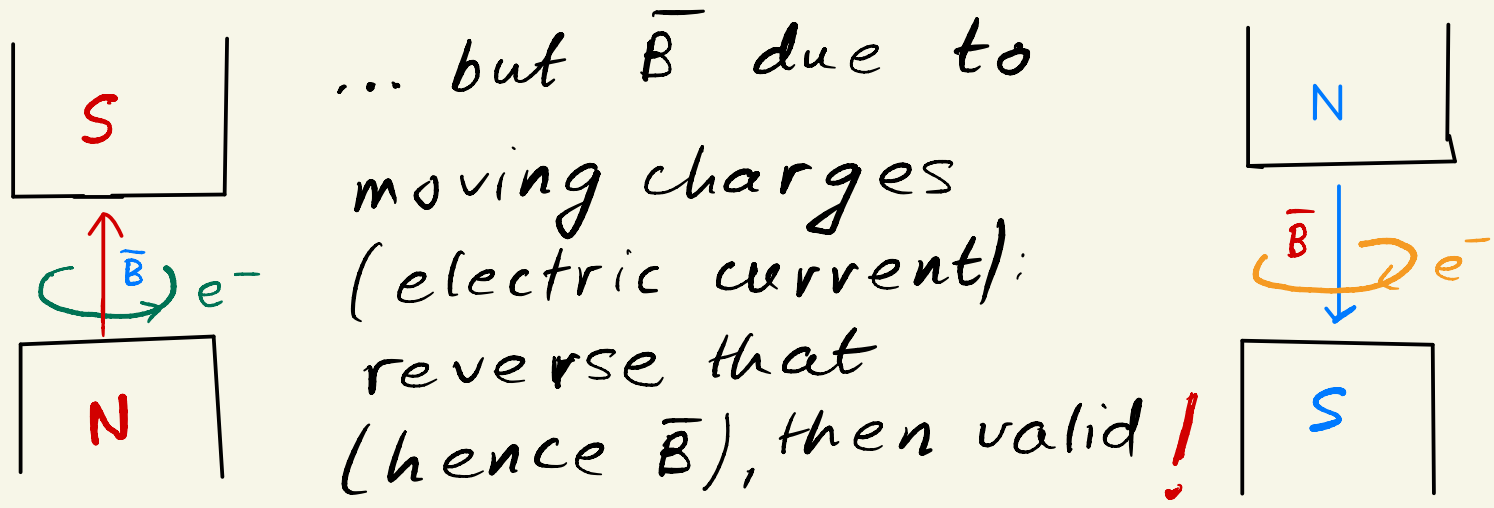 S
B̄
e⁻
N
... but B̄ due to
moving charges
(electric current):
reverse that
(hence B̄), then valid!
N
B̄
e⁻
S